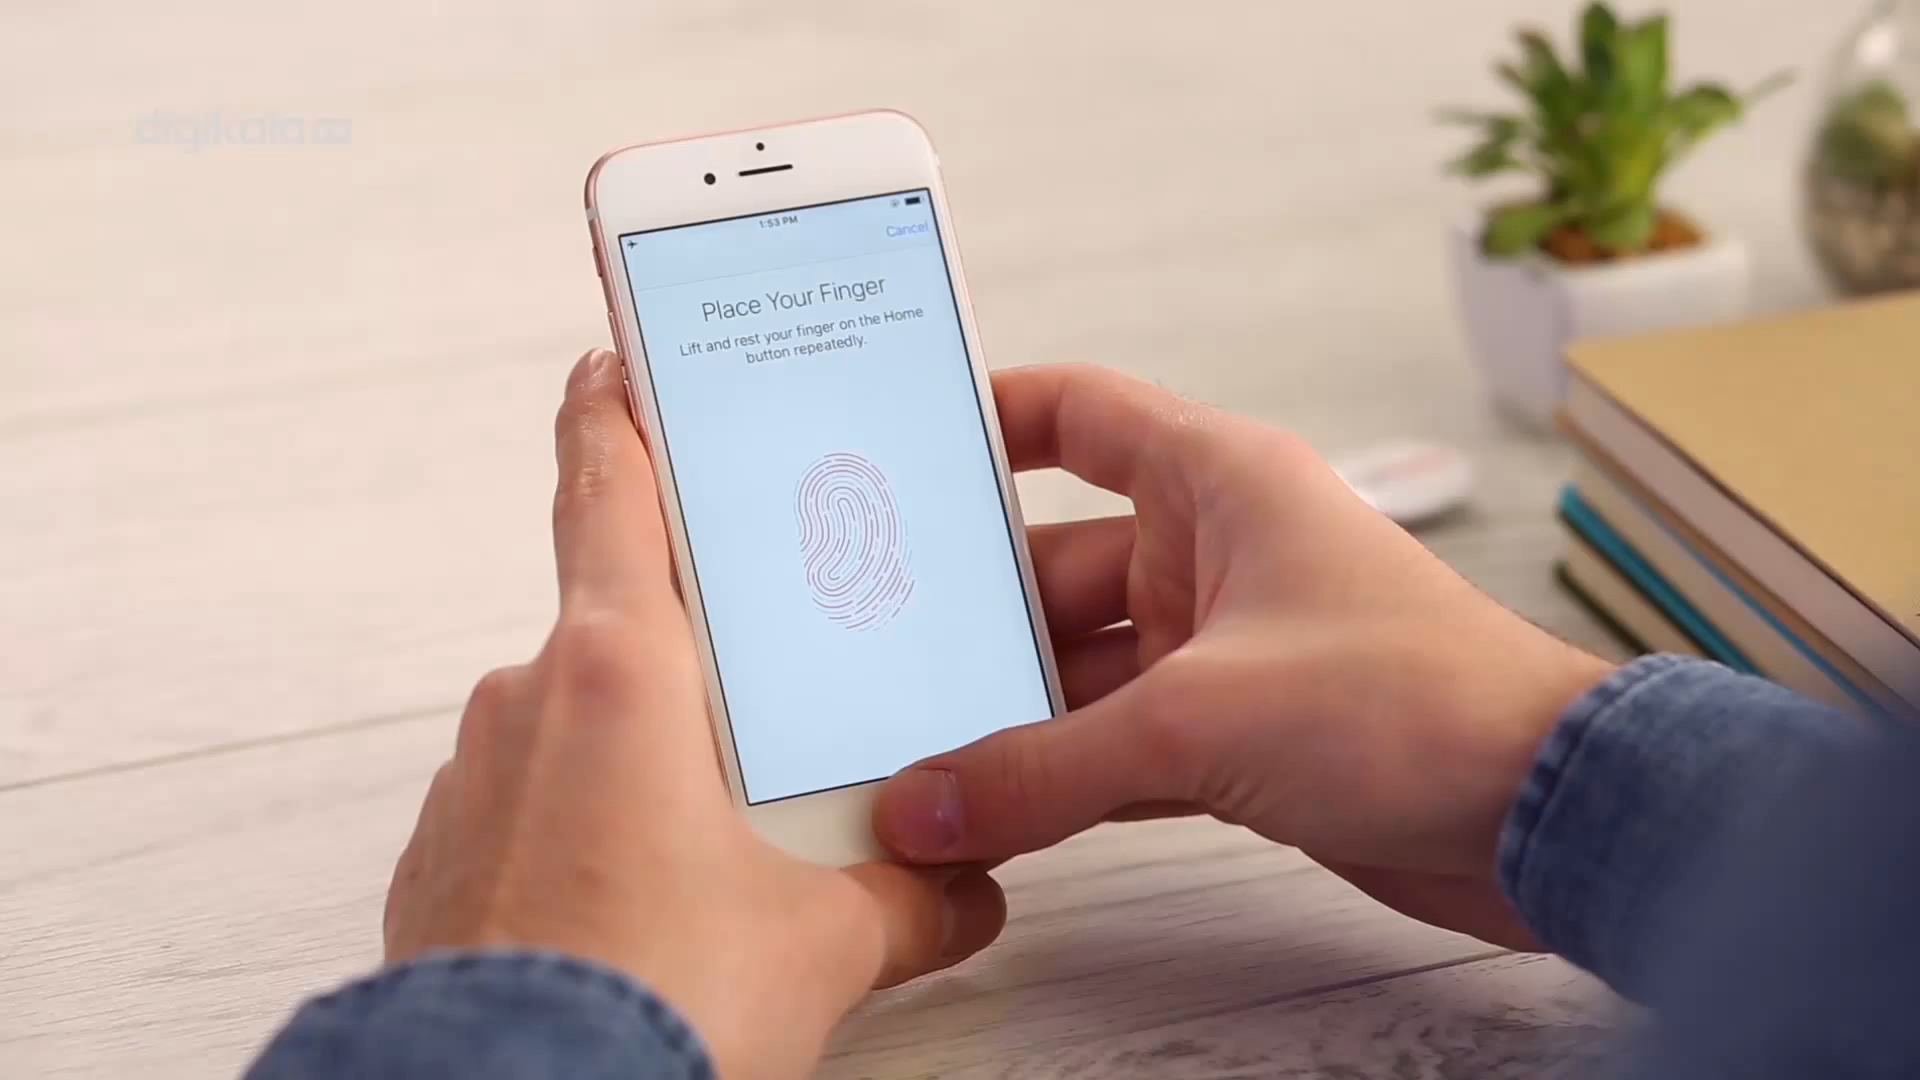 digikala
1:53 PM
Cancel
Place Your Finger
Lift and rest your finger on the Home
button repeatedly.